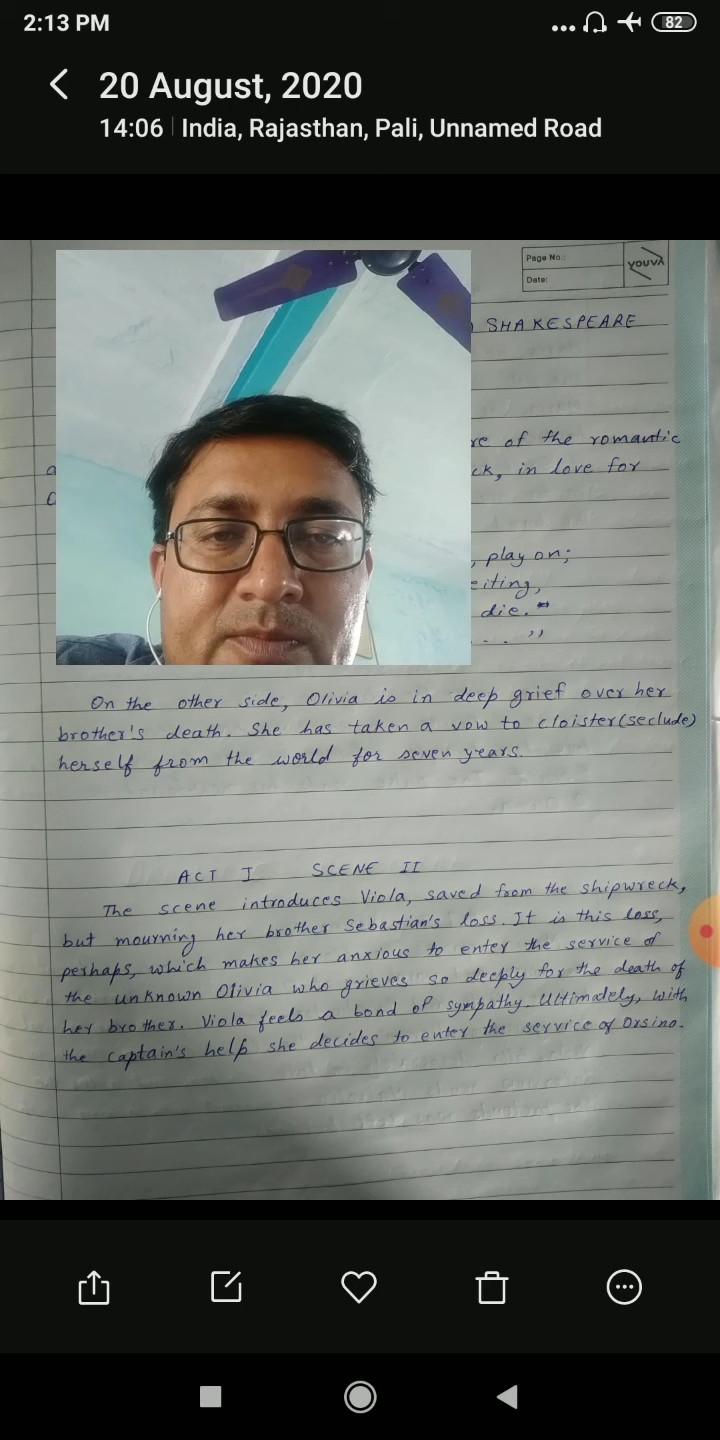 2:13 PM
82
20 August, 2020
14:06 | India, Rajasthan, Pali, Unnamed Road
Page No.:
Date:
YOUVA
SHAKESPEARE
re of the romantic
a ck, in love for
, play on;
eiting,
die."
. . ."
On the other side, Olivia is in deep grief over her
brother's death. She has taken a vow to cloister(seclude)
herself from the world for seven years.
ACT I SCENE II
The scene introduces Viola, saved from the shipwreck,
but mourning her brother Sebastian's loss. It is this loss,
perhaps, which makes her anxious to enter the service of
the unknown Olivia who grieves so deeply for the death of
her brother. Viola feels a bond of sympathy. Ultimately, with
the captain's help she decides to enter the service of Orsino.